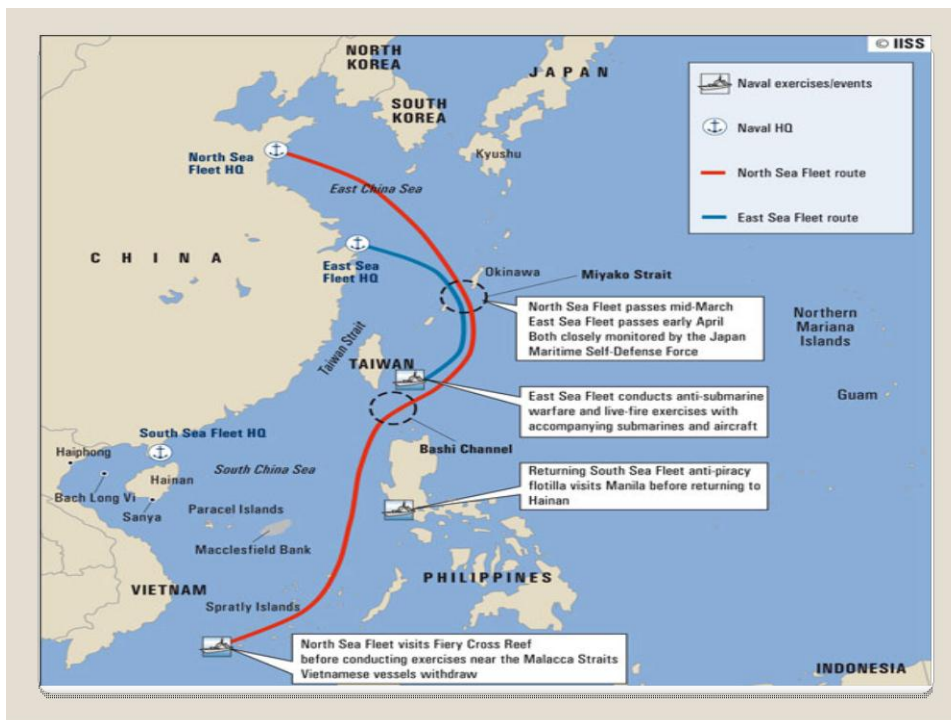 © IISS
NORTH
KOREA
JAPAN
SOUTH
KOREA
Naval exercises/events
Naval HQ
North Sea Fleet route
East Sea Fleet route
North Sea
Fleet HQ
Kyushu
East China Sea
CHINA
East Sea
Fleet HQ
Okinawa
Miyako Strait
North Sea Fleet passes mid-March
East Sea Fleet passes early April
Both closely monitored by the Japan
Maritime Self-Defense Force
Northern
Mariana
Islands
Guam
Taiwan Strait
TAIWAN
East Sea Fleet conducts anti-submarine
warfare and live-fire exercises with
accompanying submarines and aircraft
South Sea Fleet HQ
Bashi Channel
Haiphong
South China Sea
Hainan
Bach Long Vi
Sanya
Returning South Sea Fleet anti-piracy
flotilla visits Manila before returning to
Hainan
Paracel Islands
Macclesfield Bank
PHILIPPINES
VIETNAM
Spratly Islands
North Sea Fleet visits Fiery Cross Reef
before conducting exercises near the Malacca Straits
Vietnamese vessels withdraw
INDONESIA